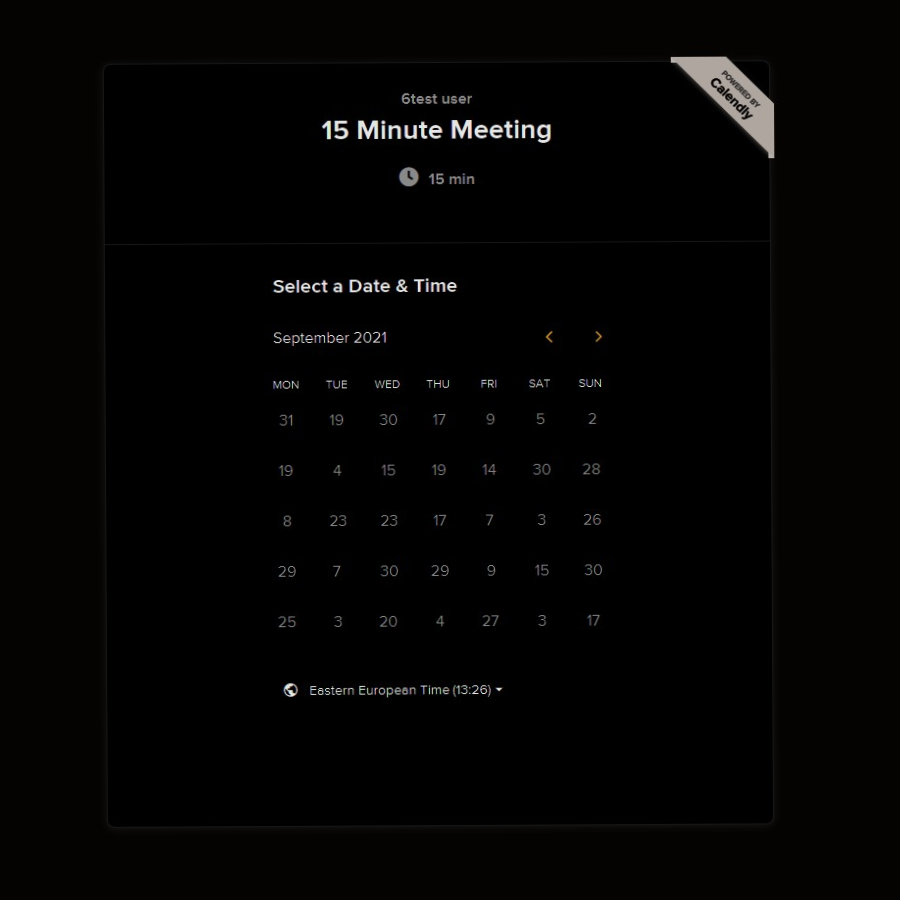 POWERED BY
Calendly
6test user
15 Minute Meeting
15 min
Select a Date & Time
September 2021
MON TUE WED THU FRI SAT SUN
31 19 30 17 9 5 2
19 4 15 19 14 30 28
8 23 23 17 7 3 26
29 7 30 29 9 15 30
25 3 20 4 27 3 17
Eastern European Time (13:26)